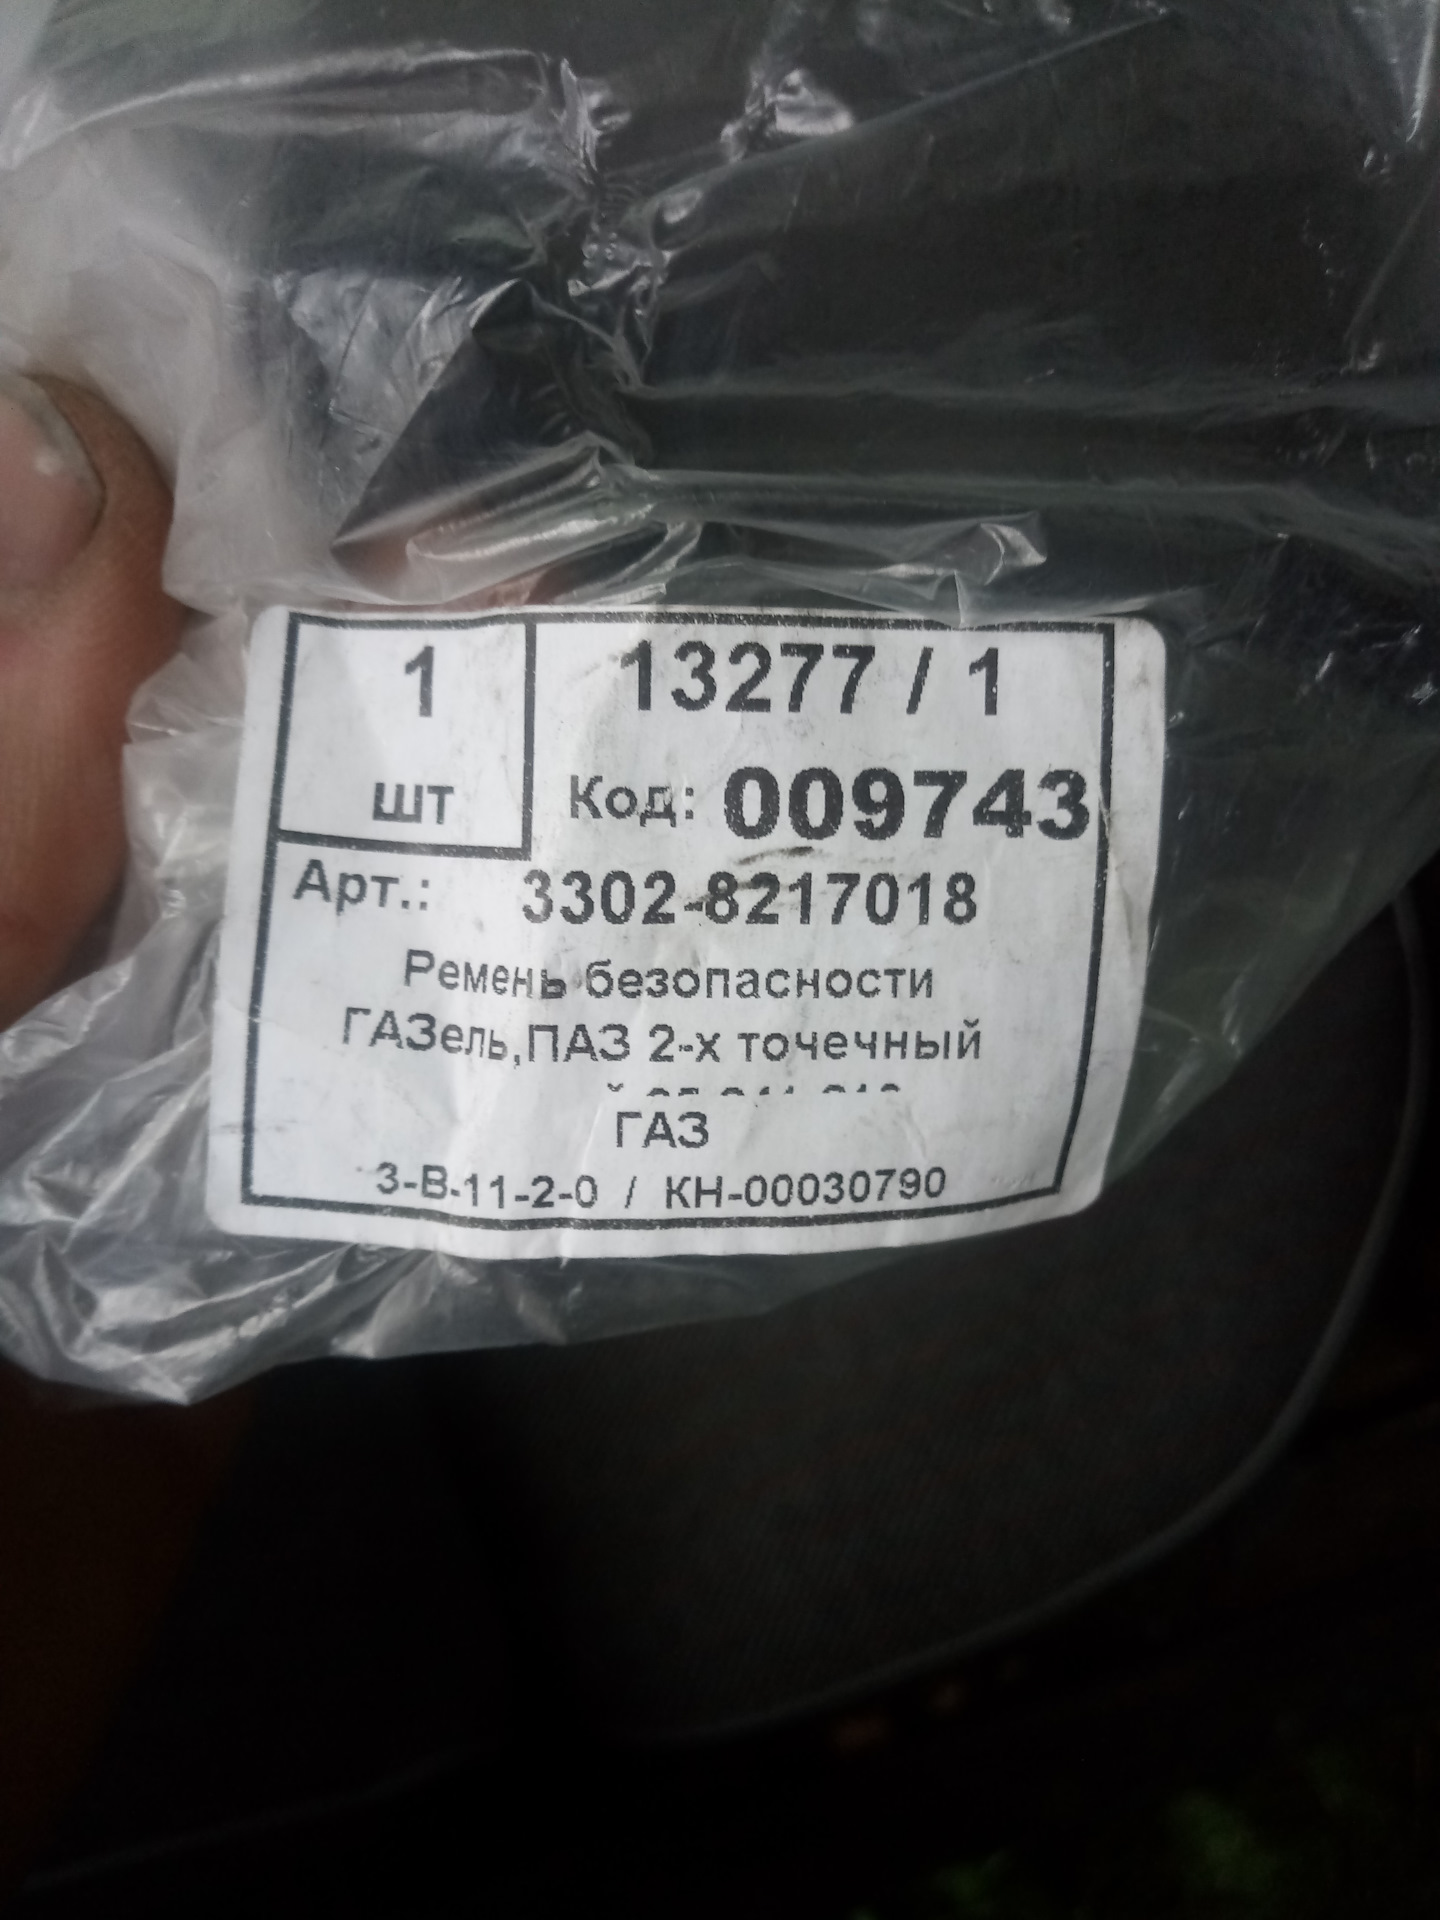 1
13277 / 1
шт
Код: 009743
Арт.: 3302-8217018
Ремень безопасности
ГАЗель,ПАЗ 2-х точечный
ГАЗ
3-В-11-2-0 / КН-00030790